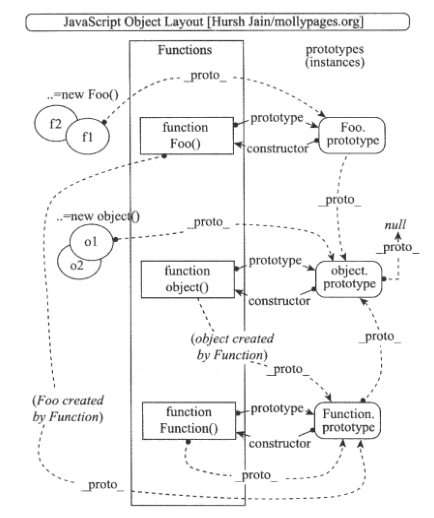 JavaScript Object Layout [Hursh Jain/mollypages.org]
Functions
prototypes
(instances)
_proto_
..=new Foo()
f2
f1
function
Foo()
prototype
constructor
Foo.
prototype
_proto_
..=new object()
_proto_
null
_proto_
o1
o2
function
object()
prototype
constructor
object.
prototype
(object created
by Function)
_proto_
_proto_
(Foo created
by Function)
function
Function()
prototype
constructor
Function.
prototype
_proto_
_proto_